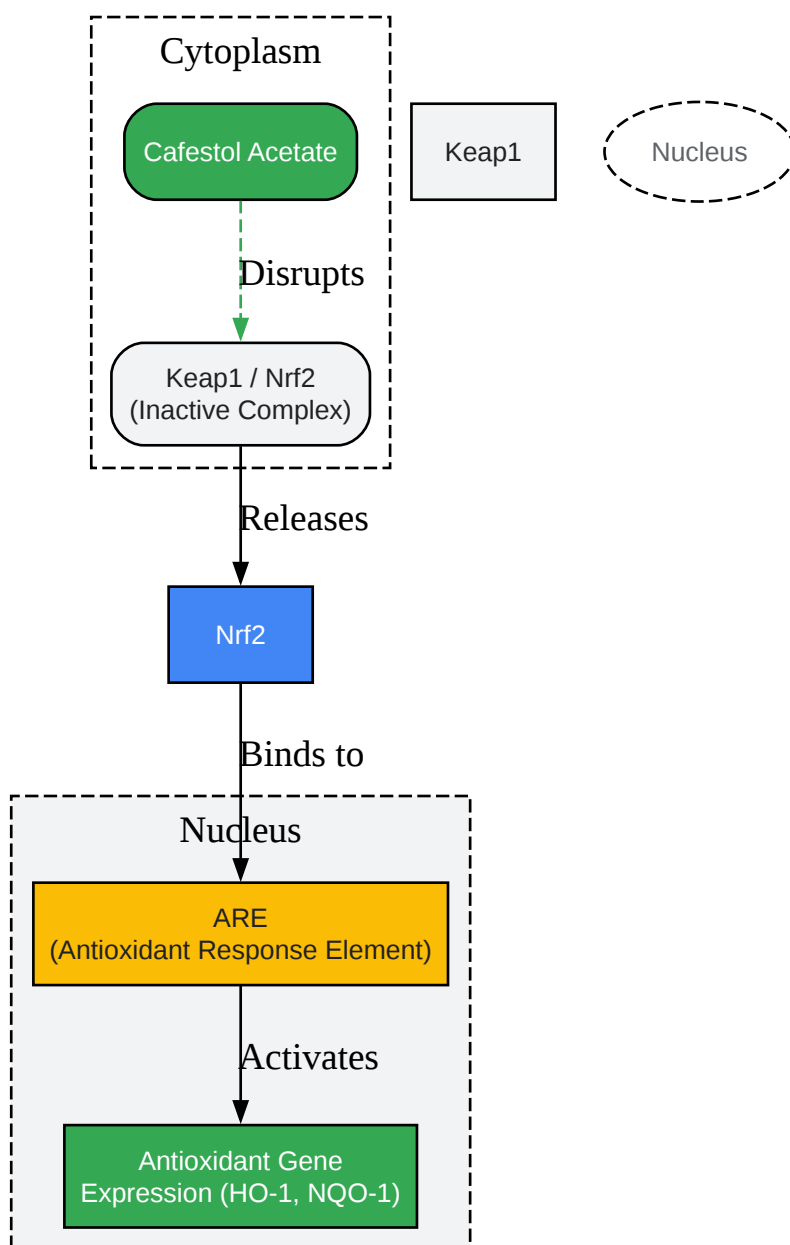 Cytoplasm
Cafestol Acetate
Keap1
Nucleus
Disrupts
Keap1 / Nrf2
(Inactive Complex)
Releases
Nrf2
Binds to
Nucleus
ARE
(Antioxidant Response Element)
Activates
Antioxidant Gene
Expression (HO-1, NQO-1)